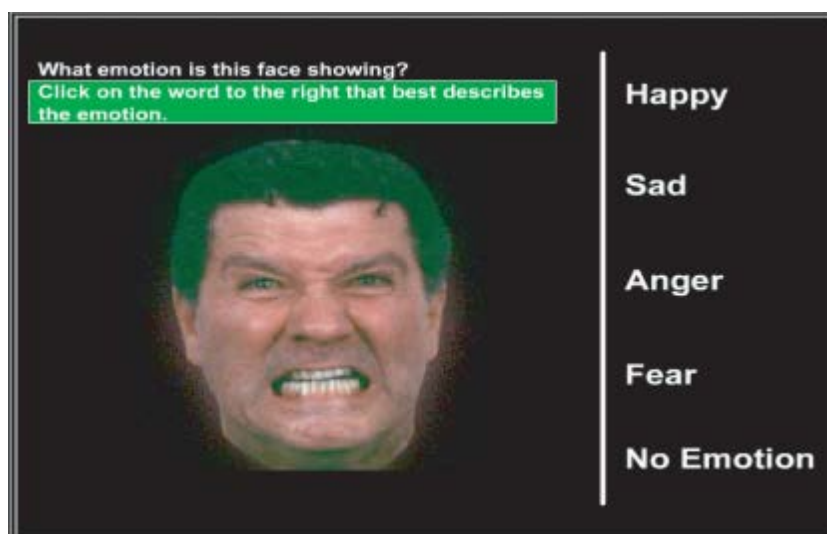 What emotion is this face showing?
Click on the word to the right that best describes
the emotion.
Happy
Sad
Anger
Fear
No Emotion